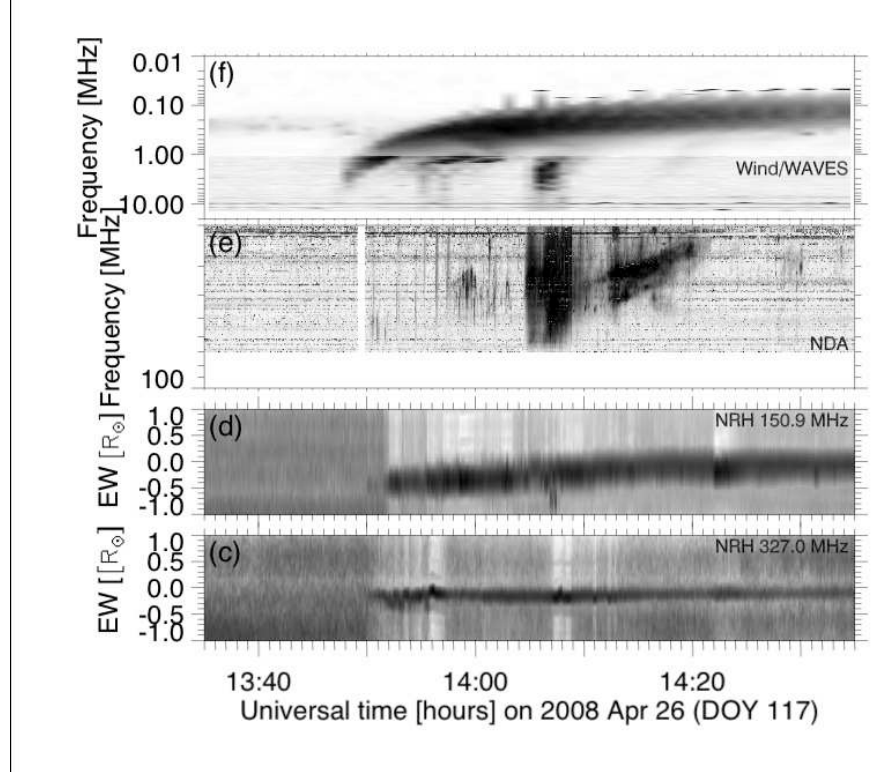 (f)
Frequency [MHz]
0.01
0.10
1.00
10.00
Wind/WAVES
(e)
Frequency [MHz]
100
NDA
(d)
EW [R⊙]
1.0
0.5
0.0
-0.5
-1.0
NRH 150.9 MHz
(c)
EW [[R⊙]
1.0
0.5
0.0
-0.5
-1.0
NRH 327.0 MHz
13:40 14:00 14:20
Universal time [hours] on 2008 Apr 26 (DOY 117)